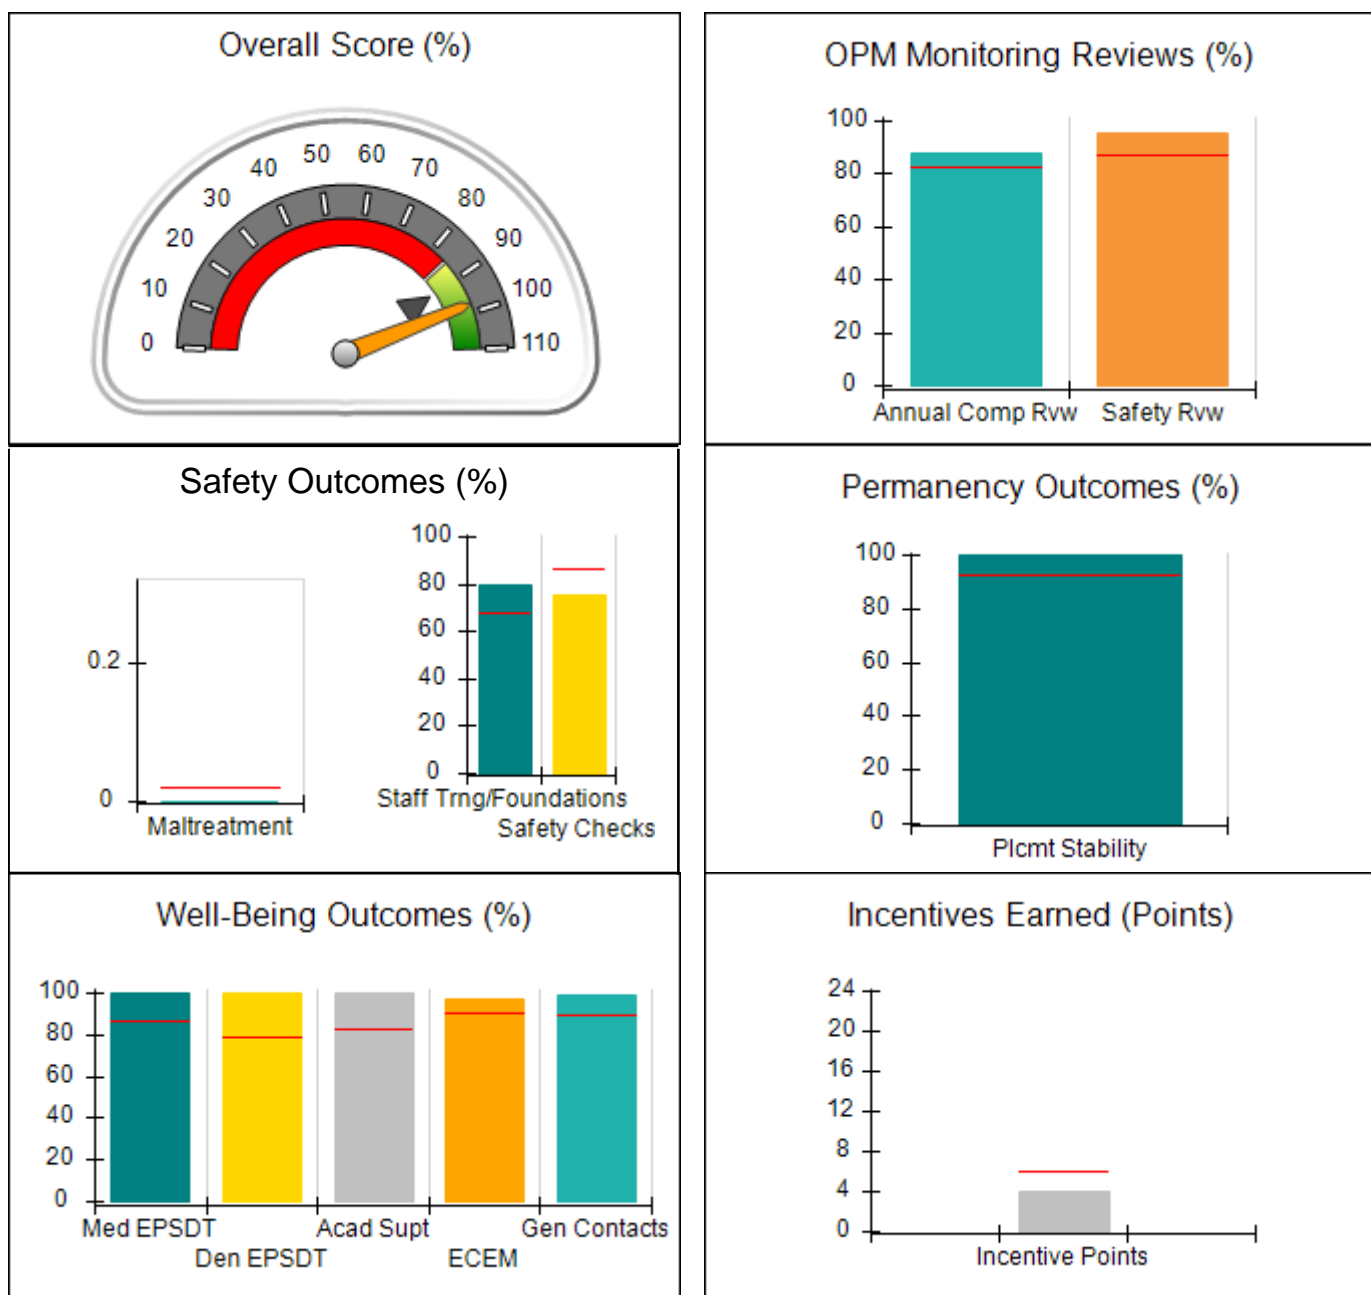 Overall Score (%)
0
10
20
30
40
50
60
70
80
90
100
110
OPM Monitoring Reviews (%)
100
80
60
40
20
0
Annual Comp Rvw
Safety Rvw
Safety Outcomes (%)
0.2
0
Maltreatment
100
80
60
40
20
0
Staff Trng/Foundations
Safety Checks
Permanency Outcomes (%)
100
80
60
40
20
0
Plcmt Stability
Well-Being Outcomes (%)
100
80
60
40
20
0
Med EPSDT
Den EPSDT
Acad Supt
ECEM
Gen Contacts
Incentives Earned (Points)
24
20
16
12
8
4
0
Incentive Points